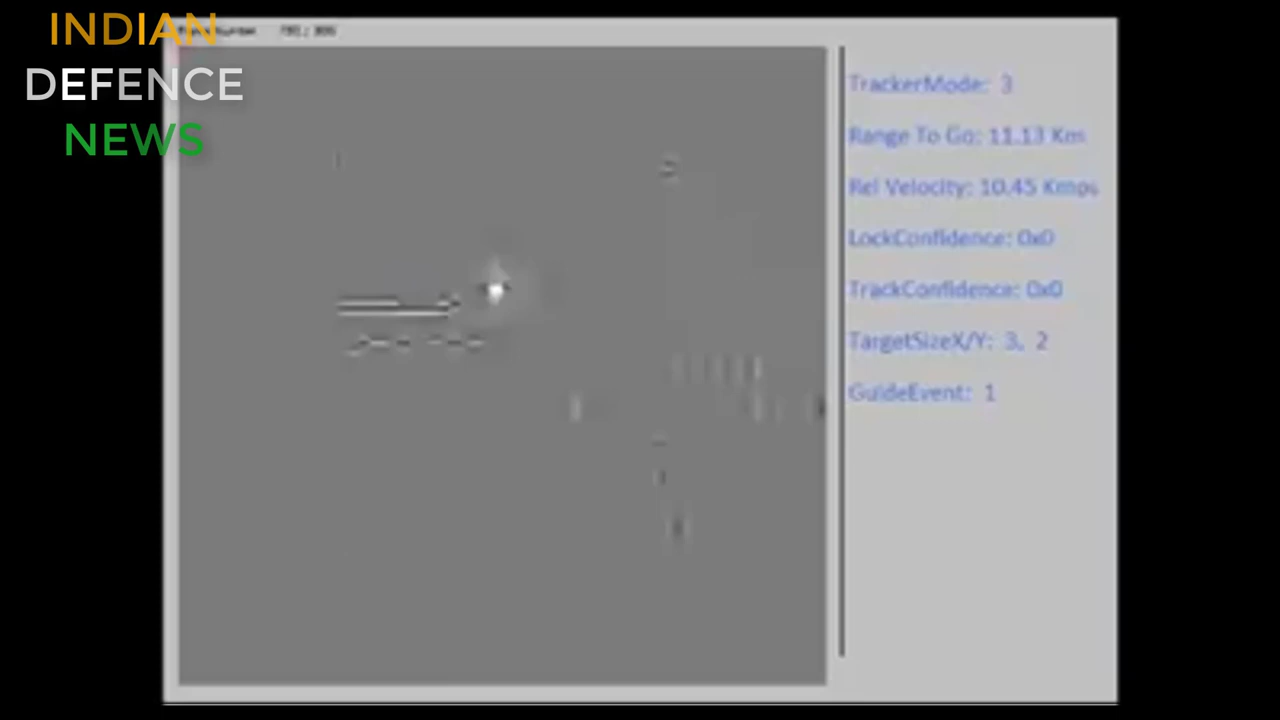 INDIAN
DEFENCE
NEWS
TrackerMode: 3
Range To Go: 11.13 Km
Rel Velocity: 10.45 Kmps
LockConfidence: 0x0
TrackConfidence: 0x0
TargetSizeX/Y: 3, 2
GuideEvent: 1